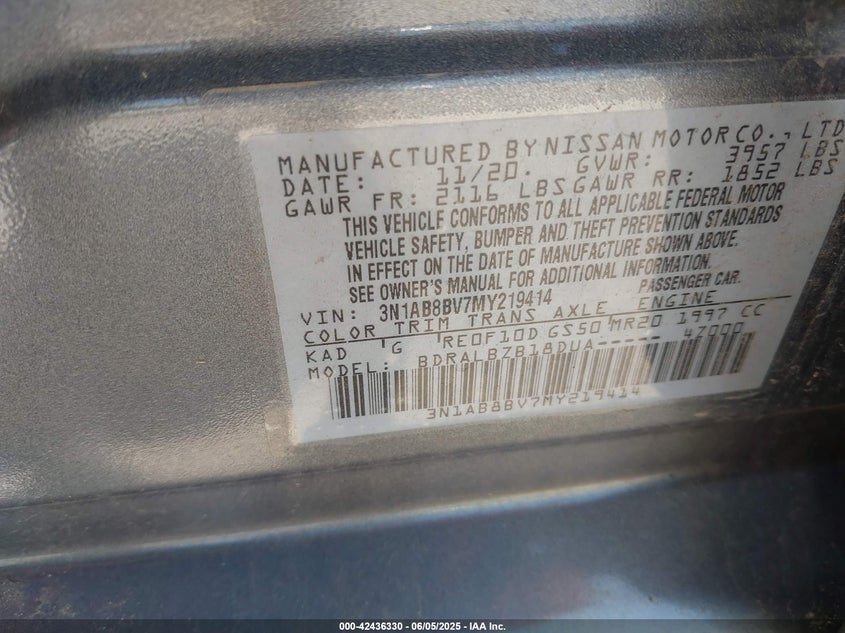 MANUFACTURED BY NISSAN MOTOR CO., LTD
DATE: 11/20. GVWR: 3957 LBS
GAWR FR: 2116 LBS GAWR RR: 1852 LBS
THIS VEHICLE CONFORMS TO ALL APPLICABLE FEDERAL MOTOR
VEHICLE SAFETY, BUMPER AND THEFT PREVENTION STANDARDS
IN EFFECT ON THE DATE OF MANUFACTURE SHOWN ABOVE.
SEE OWNER'S MANUAL FOR ADDITIONAL INFORMATION.
VIN: 3N1AB8BV7MY219414 PASSENGER CAR.
COLOR TRIM TRANS AXLE ENGINE
KAD G RE0F10D GS50 MR20 1997 CC
MODEL: BDRALBZB18DUA----- 4Z000
3N1AB8BV7MY219414
000-42436330 - 06/05/2025 - IAA Inc.